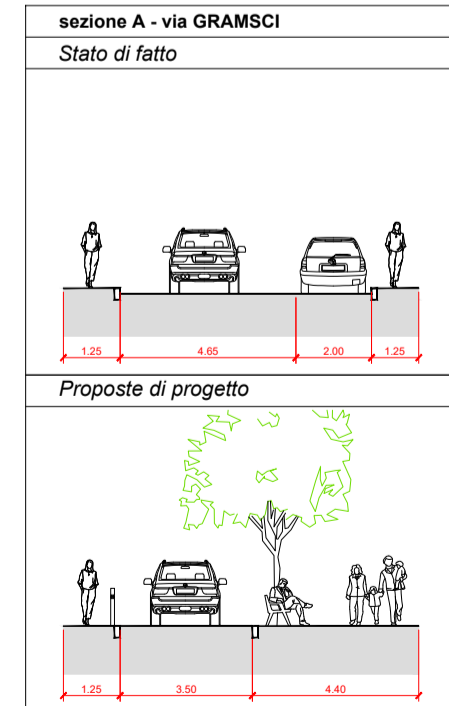 sezione A - via GRAMSCI
Stato di fatto
1.25 4.65 2.00 1.25
Proposte di progetto
1.25 3.50 4.40